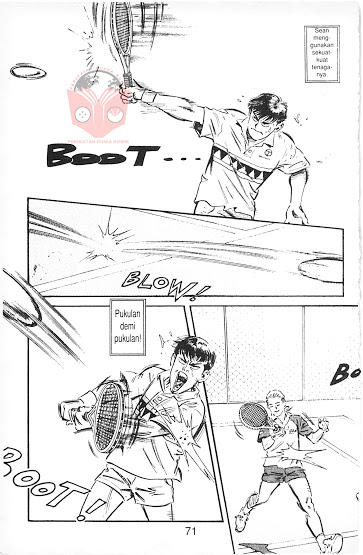 Sean
meng-
gunakan
sekuat-
kuat
tenaga-
nya.
BOOT...
BLOW!
Pukulan
demi
pukulan!
BO
BOOT!!
71